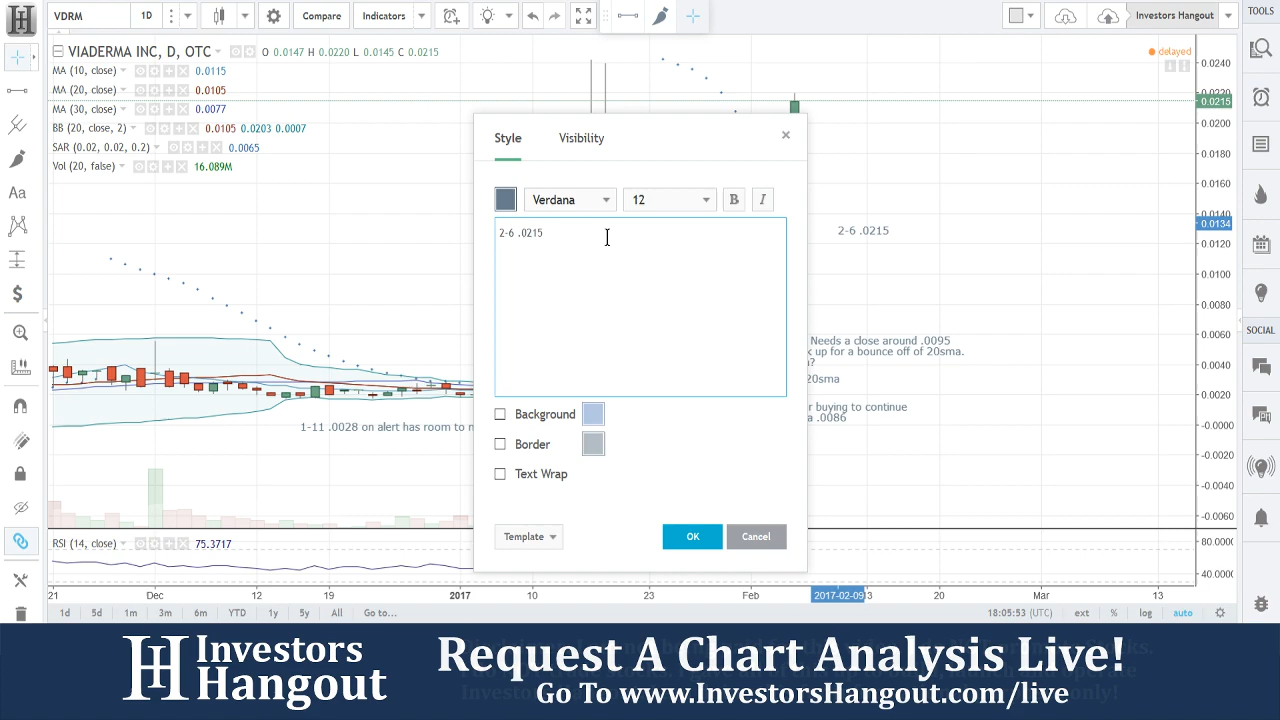 VDRM 1D Compare Indicators Investors Hangout TOOLS
VIADERMA INC, D, OTC O 0.0147 H 0.0220 L 0.0145 C 0.0215
delayed
MA (10, close) 0.0115
MA (20, close) 0.0105
MA (30, close) 0.0077
BB (20, close, 2) 0.0105 0.0203 0.0007
SAR (0.02, 0.02, 0.2) 0.0065
Vol (20, false) 16.089M
Style Visibility
Verdana 12 B I
2-6 .0215
Background
Border
Text Wrap
Template OK Cancel
2-6 .0215
Needs a close around .0095
k up for a bounce off of 20sma.
20sma
r buying to continue
a .0086
1-11 .0028 on alert has room to
RSI (14, close) 75.3717
0.0240
0.0220
0.0215
0.0200
0.0180
0.0160
0.0140
0.0134
0.0120
0.0100
0.0080
0.0060
0.0040
0.0020
-0.0000
-0.0020
-0.0040
-0.0060
80.0000
40.0000
SOCIAL
21 Dec 12 19 2017 10 23 Feb 2017-02-09 3 20 Mar 13
1d 5d 1m 3m 6m YTD 1y 5y All Go to... 18:05:53 (UTC) ext % log auto
Investors
Hangout
Request A Chart Analysis Live!
Go To www.InvestorsHangout.com/live